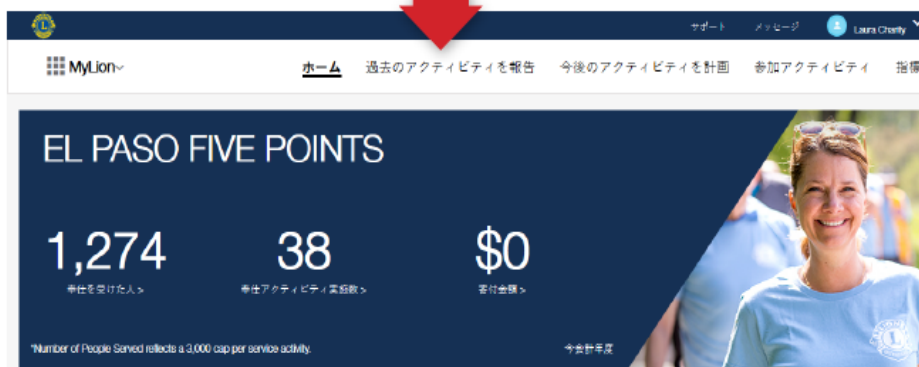 サポート メッセージ Laura Charity
MyLion
ホーム 過去のアクティビティを報告 今後のアクティビティを計画 参加アクティビティ 指標
EL PASO FIVE POINTS
1,274 38 $0
奉仕を受けた人 > 奉仕アクティビティ実施数 > 寄付金額 >
*Number of People Served reflects a 3,000 cap per service activity. 今会計年度